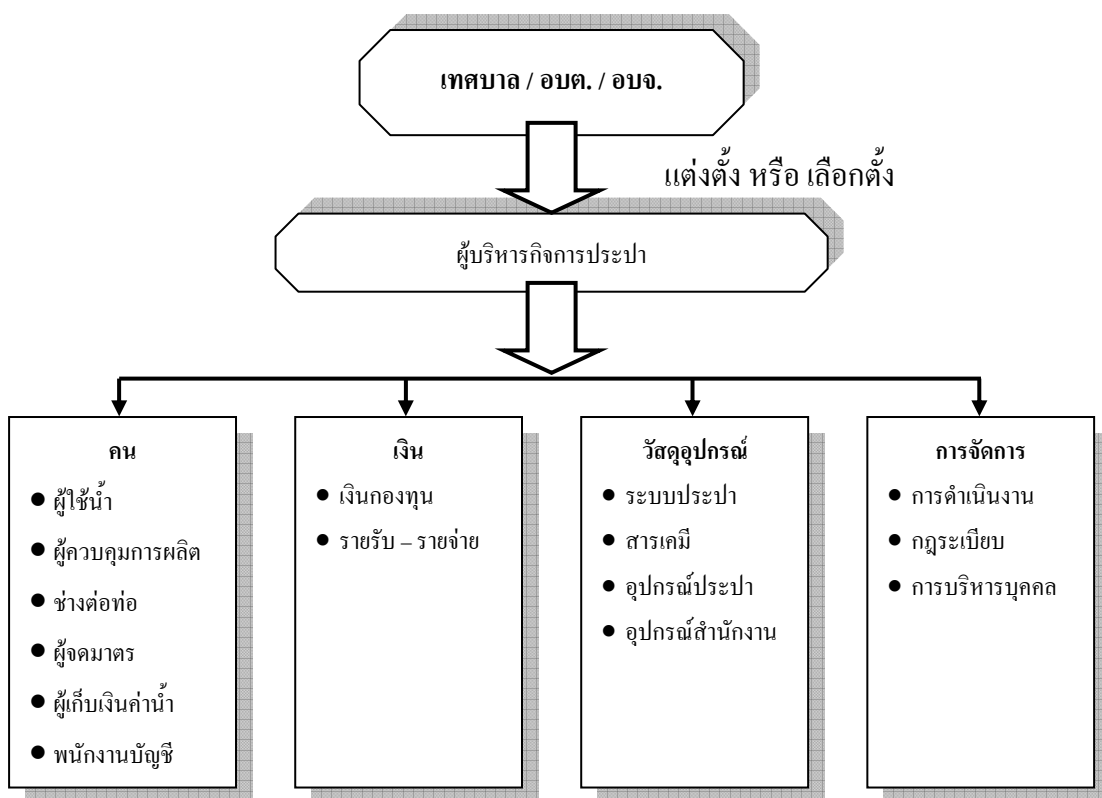 เทศบาล / อบต. / อบจ.
แต่งตั้ง หรือ เลือกตั้ง
ผู้บริหารกิจการประปา
คน
● ผู้ใช้น้ำ
● ผู้ควบคุมการผลิต
● ช่างต่อท่อ
● ผู้จดมาตร
● ผู้เก็บเงินค่าน้ำ
● พนักงานบัญชี
เงิน
● เงินกองทุน
● รายรับ – รายจ่าย
วัสดุอุปกรณ์
● ระบบประปา
● สารเคมี
● อุปกรณ์ประปา
● อุปกรณ์สำนักงาน
การจัดการ
● การดำเนินงาน
● กฎระเบียบ
● การบริหารบุคคล